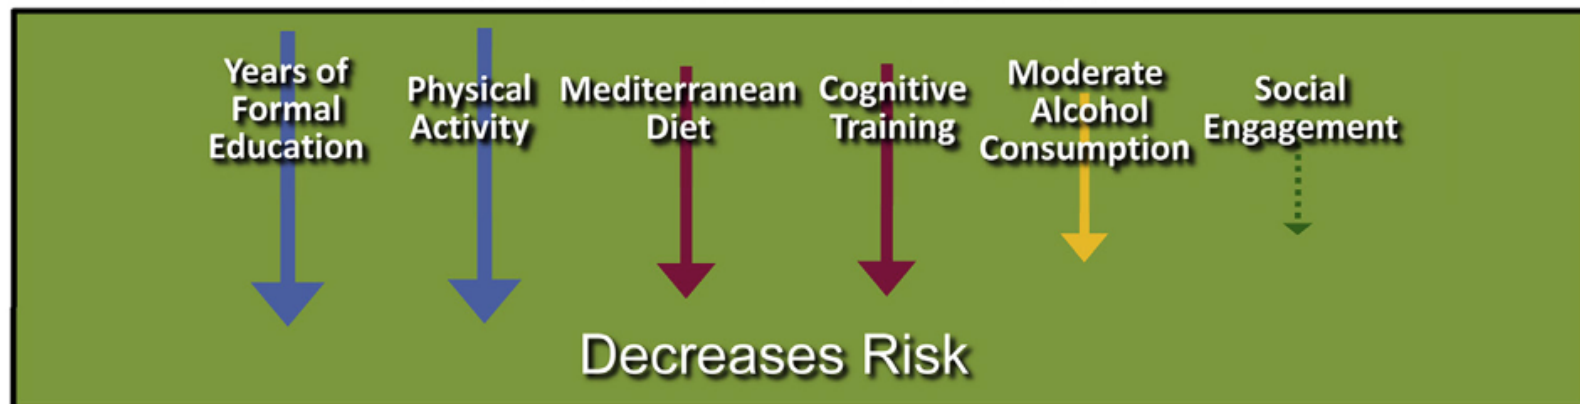 Years of
Formal
Education
Physical
Activity
Mediterranean
Diet
Cognitive
Training
Moderate
Alcohol
Consumption
Social
Engagement
Decreases Risk